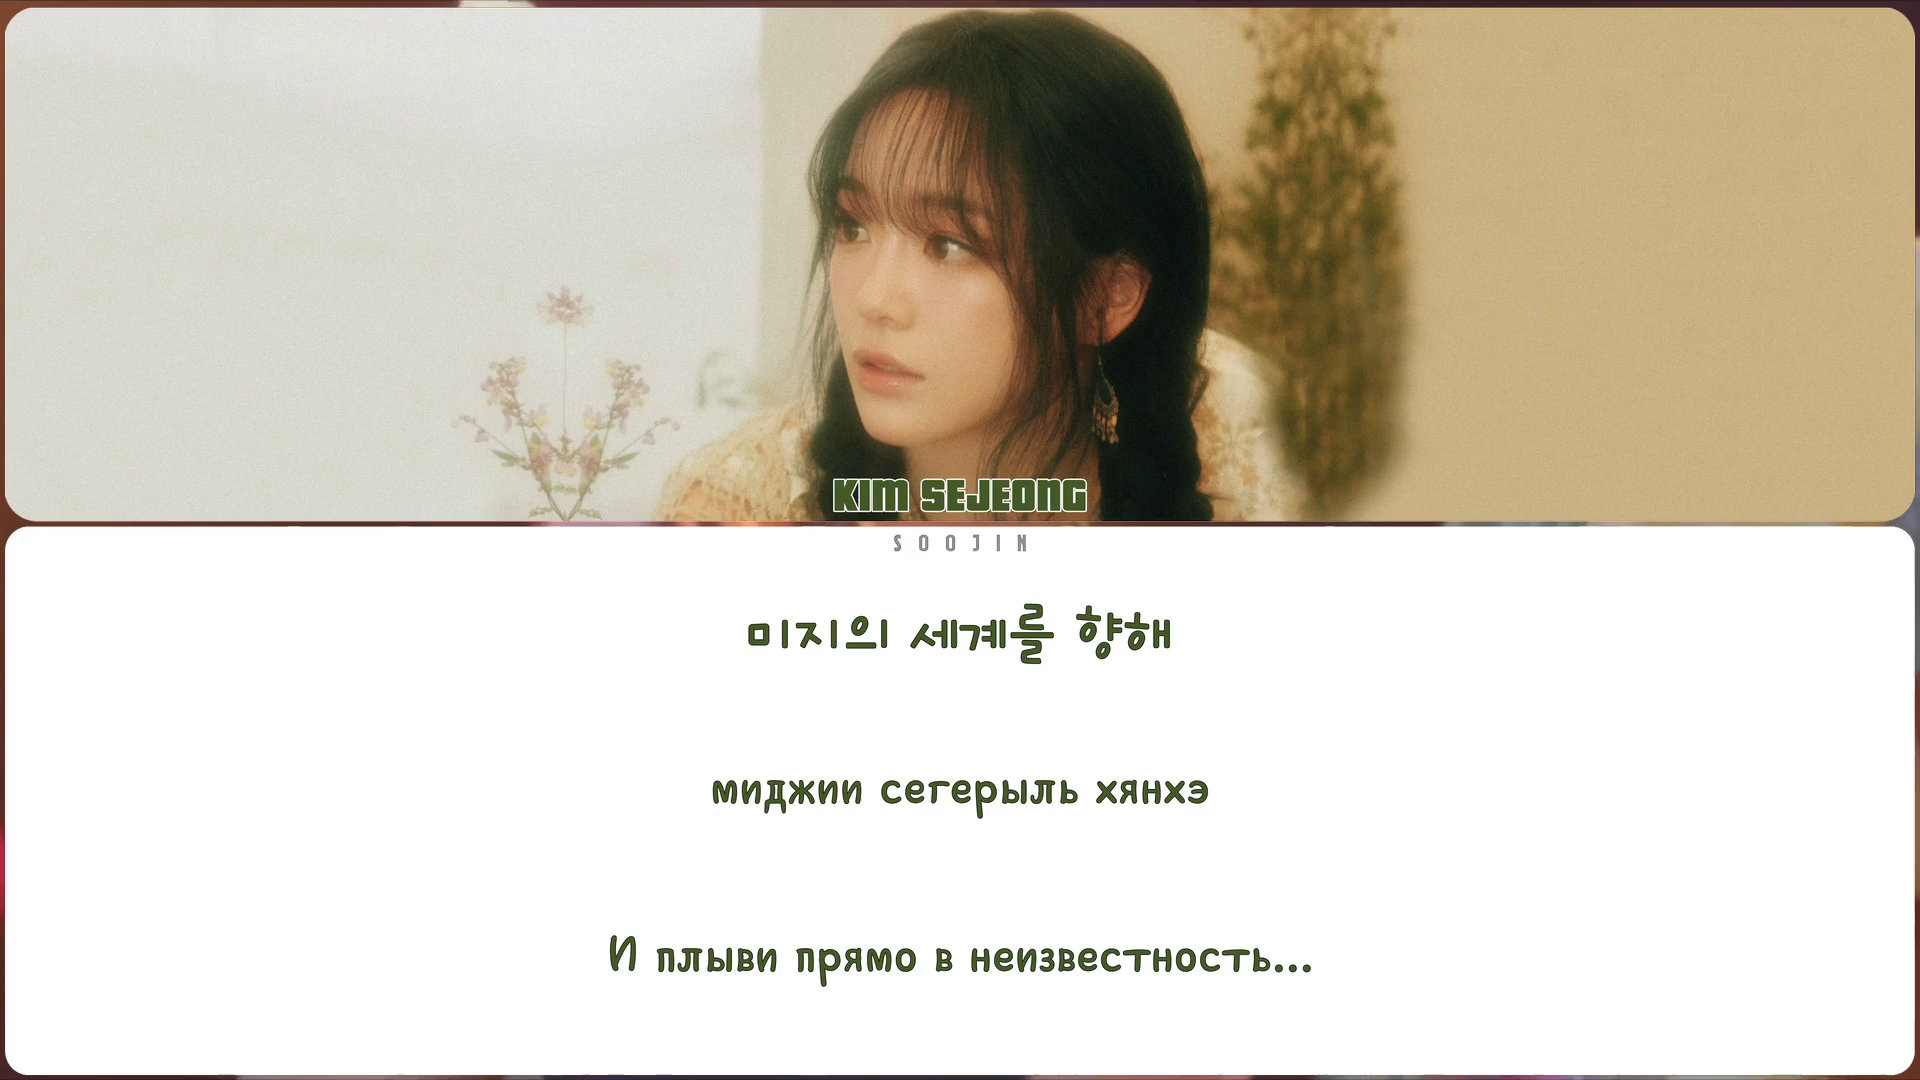 KIM SEJEONG
SOOJIN
미지의 세계를 향해
миджии сегерыль хянхэ
И плыви прямо в неизвестность...